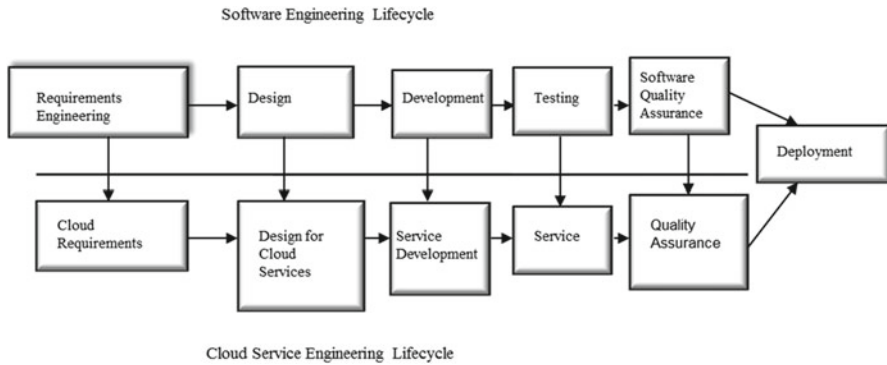 Software Engineering Lifecycle
Requirements
Engineering
Design
Development
Testing
Software
Quality
Assurance
Deployment
Cloud
Requirements
Design for
Cloud
Services
Service
Development
Service
Quality
Assurance
Cloud Service Engineering Lifecycle